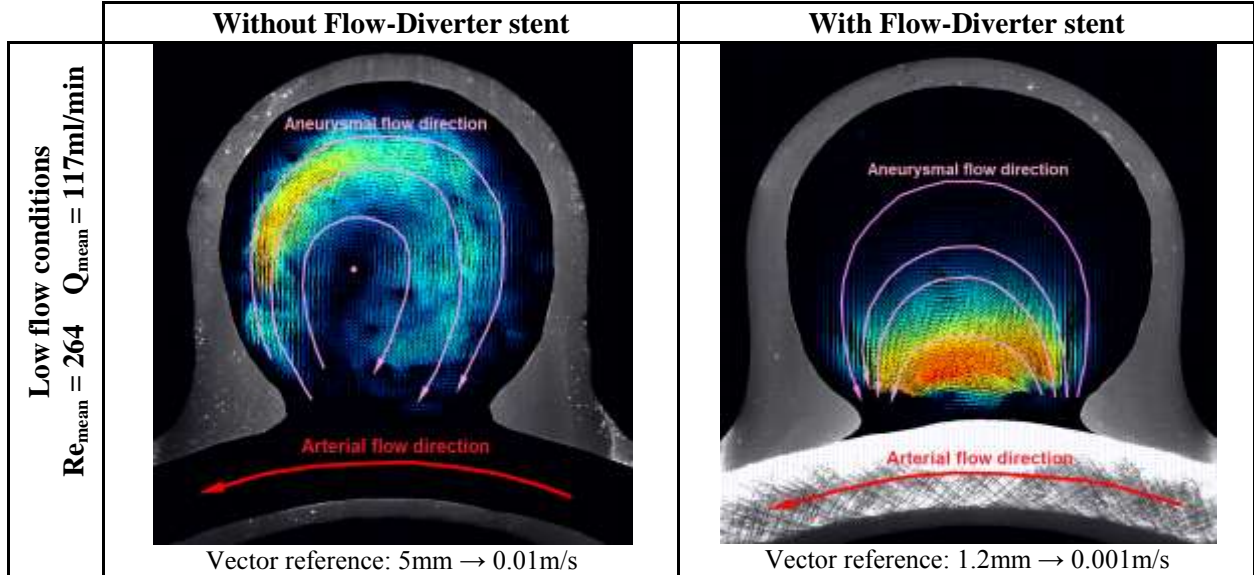 Without Flow-Diverter stent
With Flow-Diverter stent
Low flow conditions
Re_mean = 264 Q_mean = 117ml/min
Aneurysmal flow direction
Arterial flow direction
Vector reference: 5mm → 0.01m/s
Aneurysmal flow direction
Arterial flow direction
Vector reference: 1.2mm → 0.001m/s